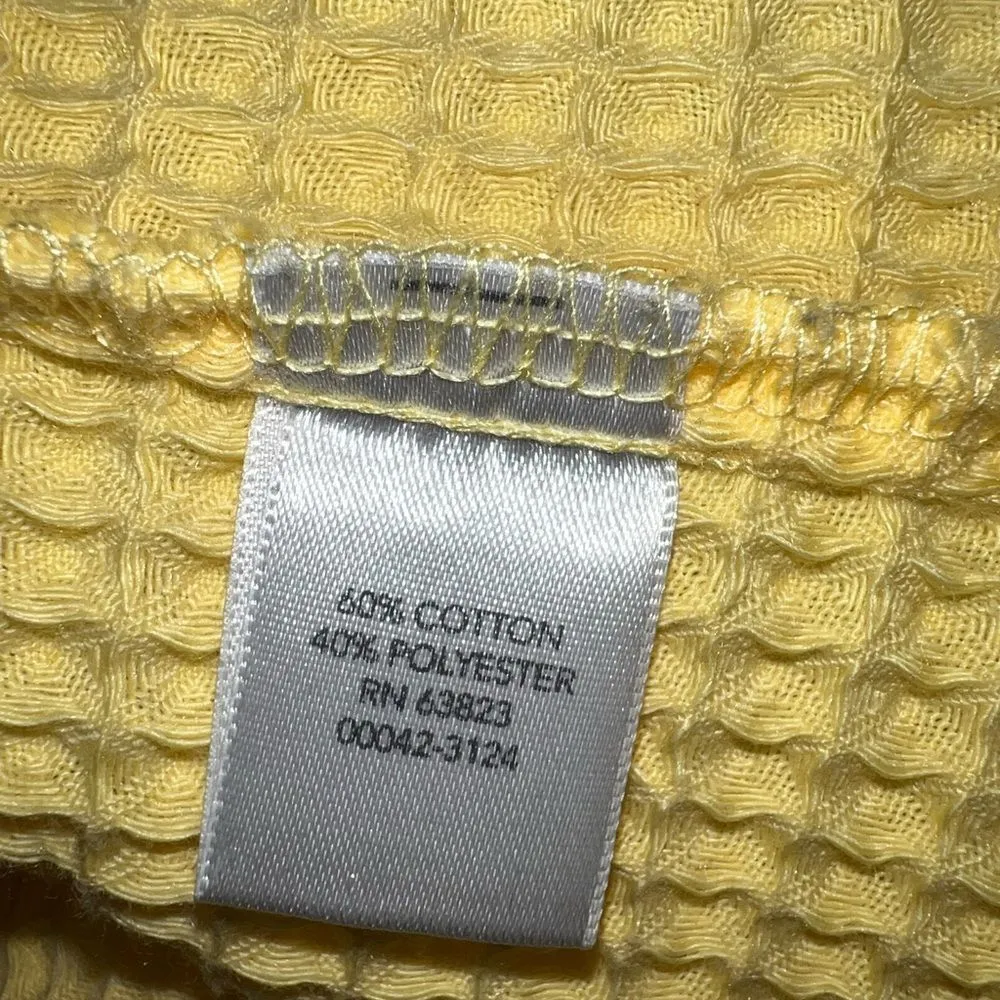 60% COTTON
40% POLYESTER
RN 63823
00042-3124